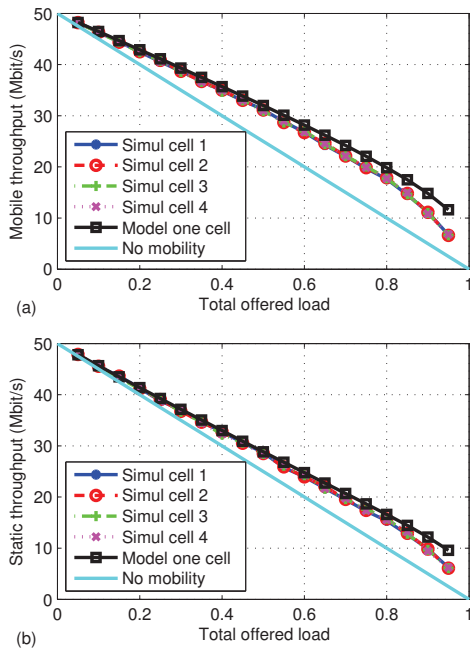 50
40
30
20
10
0
Mobile throughput (Mbit/s)
Simul cell 1
Simul cell 2
Simul cell 3
Simul cell 4
Model one cell
No mobility
0 0.2 0.4 0.6 0.8 1
(a)
Total offered load
50
40
30
20
10
0
Static throughput (Mbit/s)
Simul cell 1
Simul cell 2
Simul cell 3
Simul cell 4
Model one cell
No mobility
0 0.2 0.4 0.6 0.8 1
(b)
Total offered load